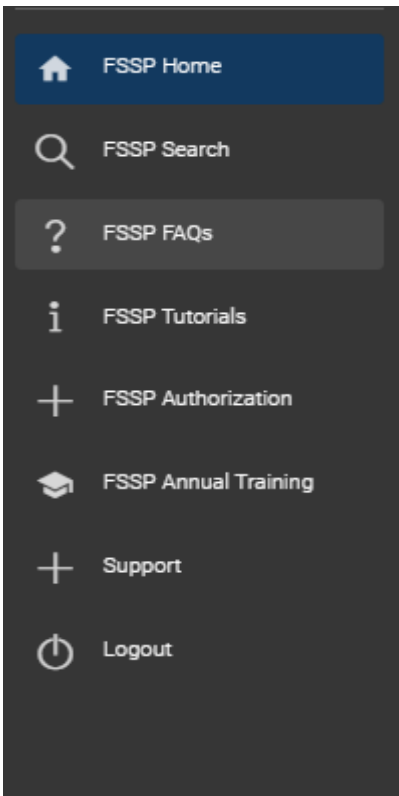 FSSP Home
FSSP Search
FSSP FAQs
FSSP Tutorials
FSSP Authorization
FSSP Annual Training
Support
Logout